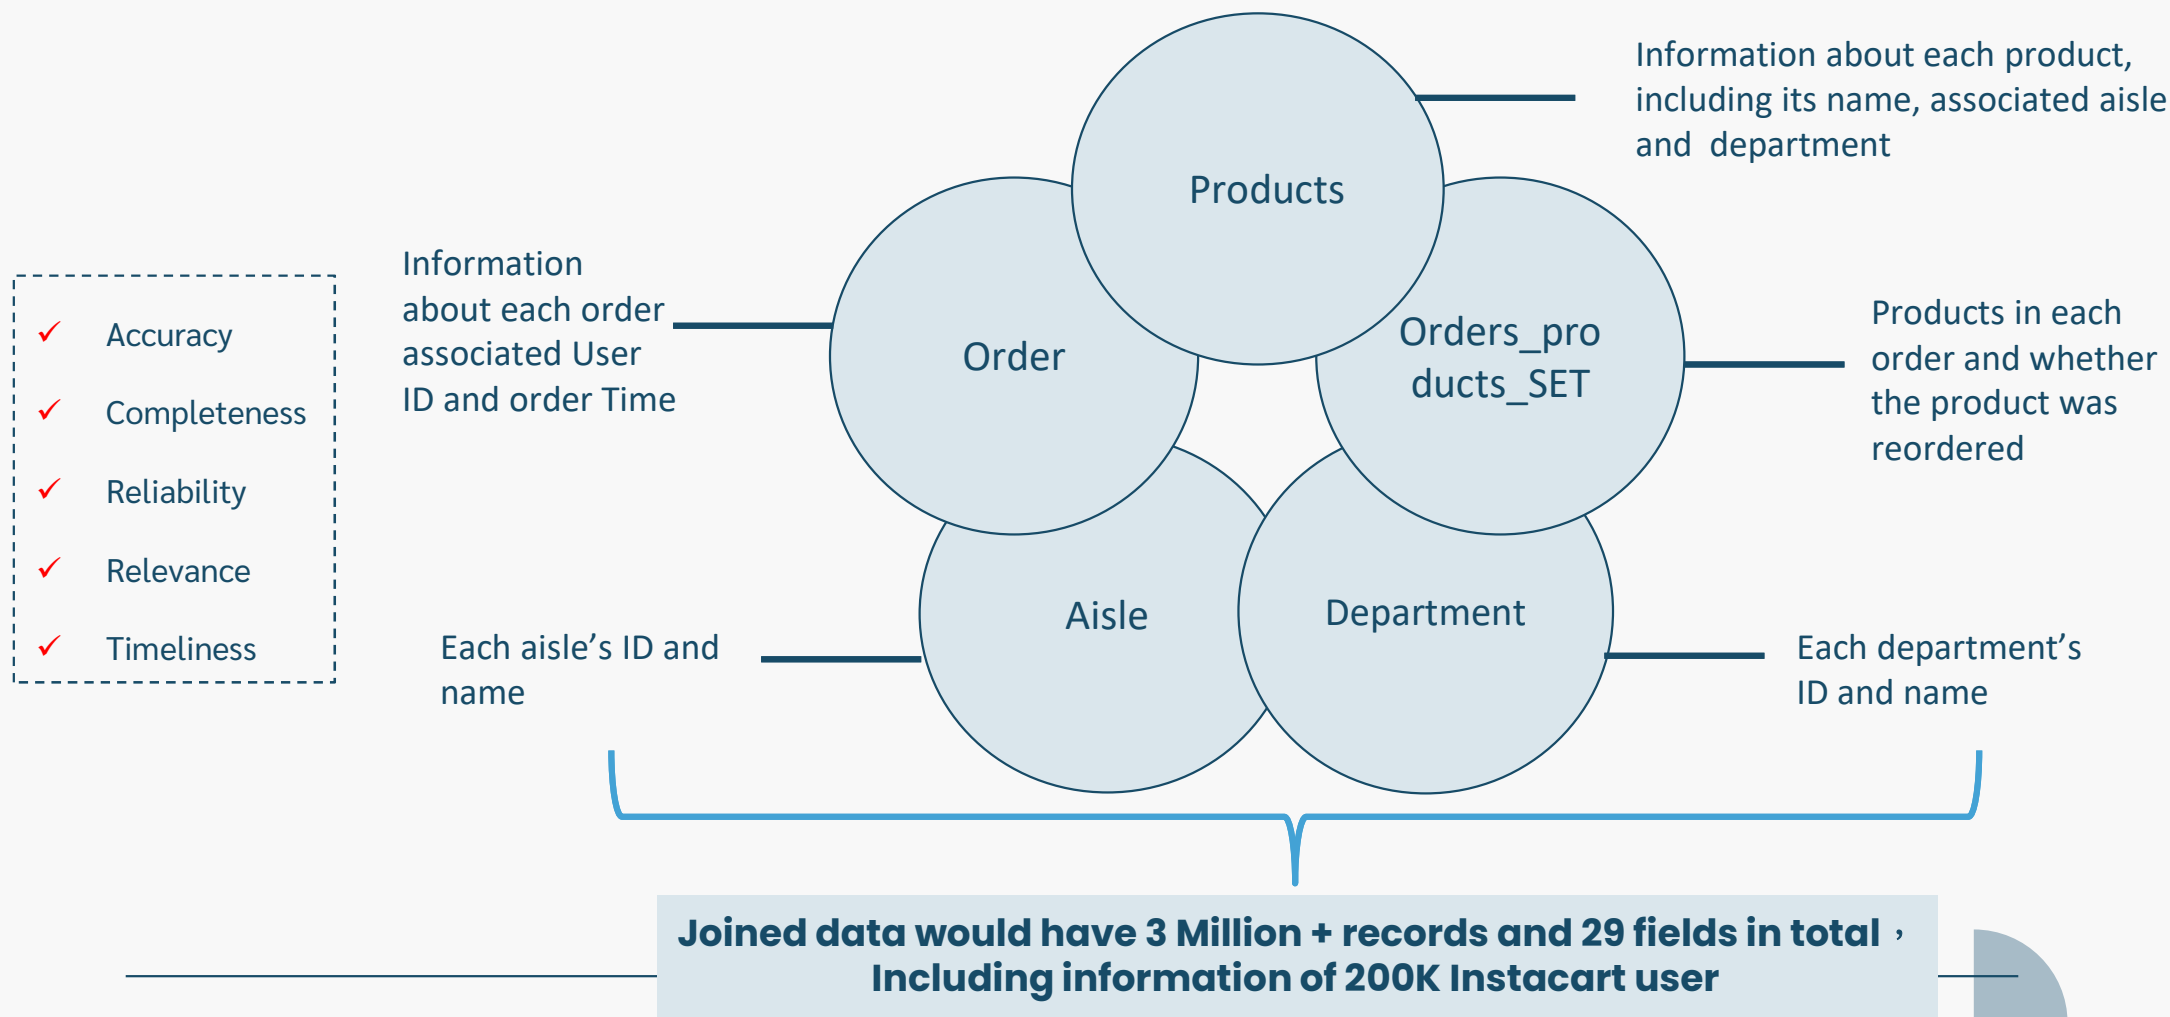 Accuracy
Completeness
Reliability
Relevance
Timeliness
Information
about each order
associated User
ID and order Time
Each aisle’s ID and
name
Products
Order
Orders_pro
ducts_SET
Aisle
Department
Information about each product,
including its name, associated aisle
and  department
Products in each
order and whether
the product was
reordered
Each department’s
ID and name
Joined data would have 3 Million + records and 29 fields in total ,
Including information of 200K Instacart user